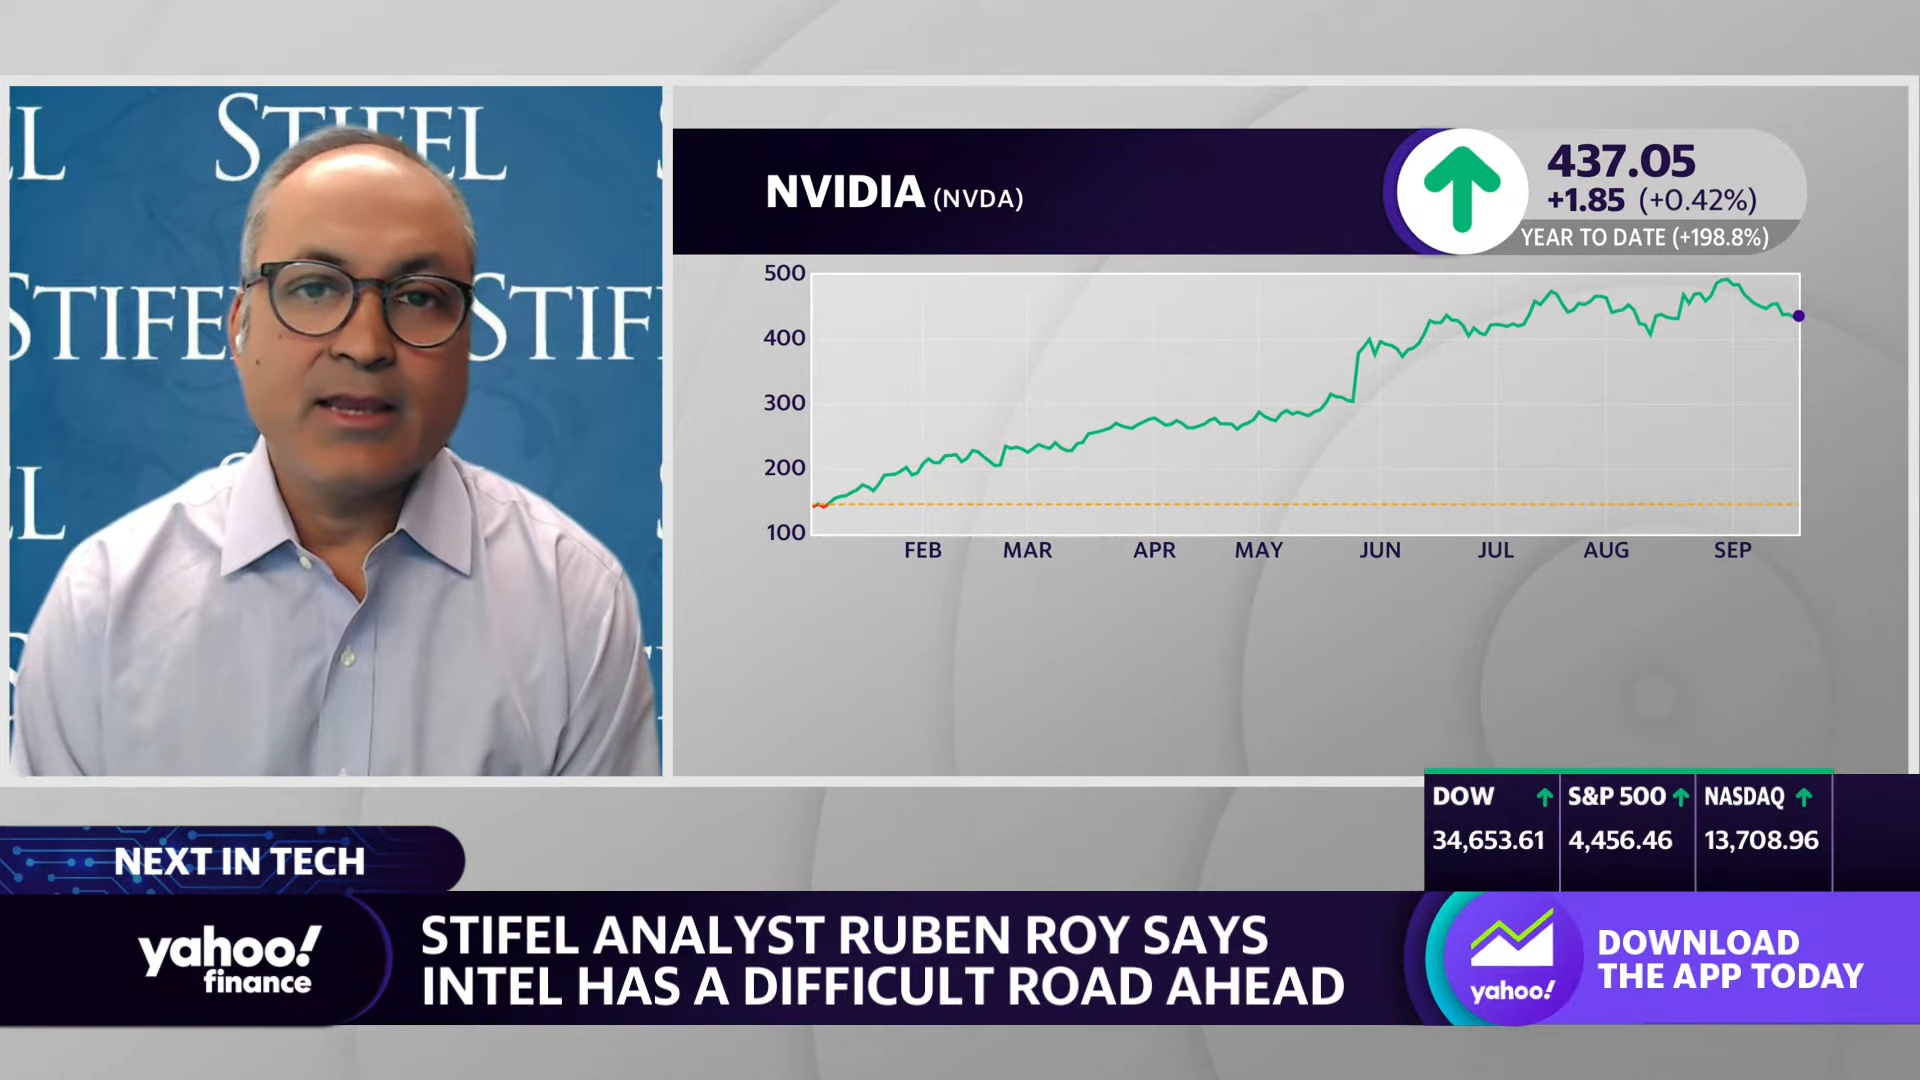 L
STIFEL
STIFE
STIF
L
NVIDIA (NVDA)
437.05
+1.85 (+0.42%)
YEAR TO DATE (+198.8%)
500
400
300
200
100
FEB MAR APR MAY JUN JUL AUG SEP
DOW S&P 500 NASDAQ
34,653.61 4,456.46 13,708.96
NEXT IN TECH
yahoo!
finance
STIFEL ANALYST RUBEN ROY SAYS
INTEL HAS A DIFFICULT ROAD AHEAD
yahoo!
DOWNLOAD
THE APP TODAY